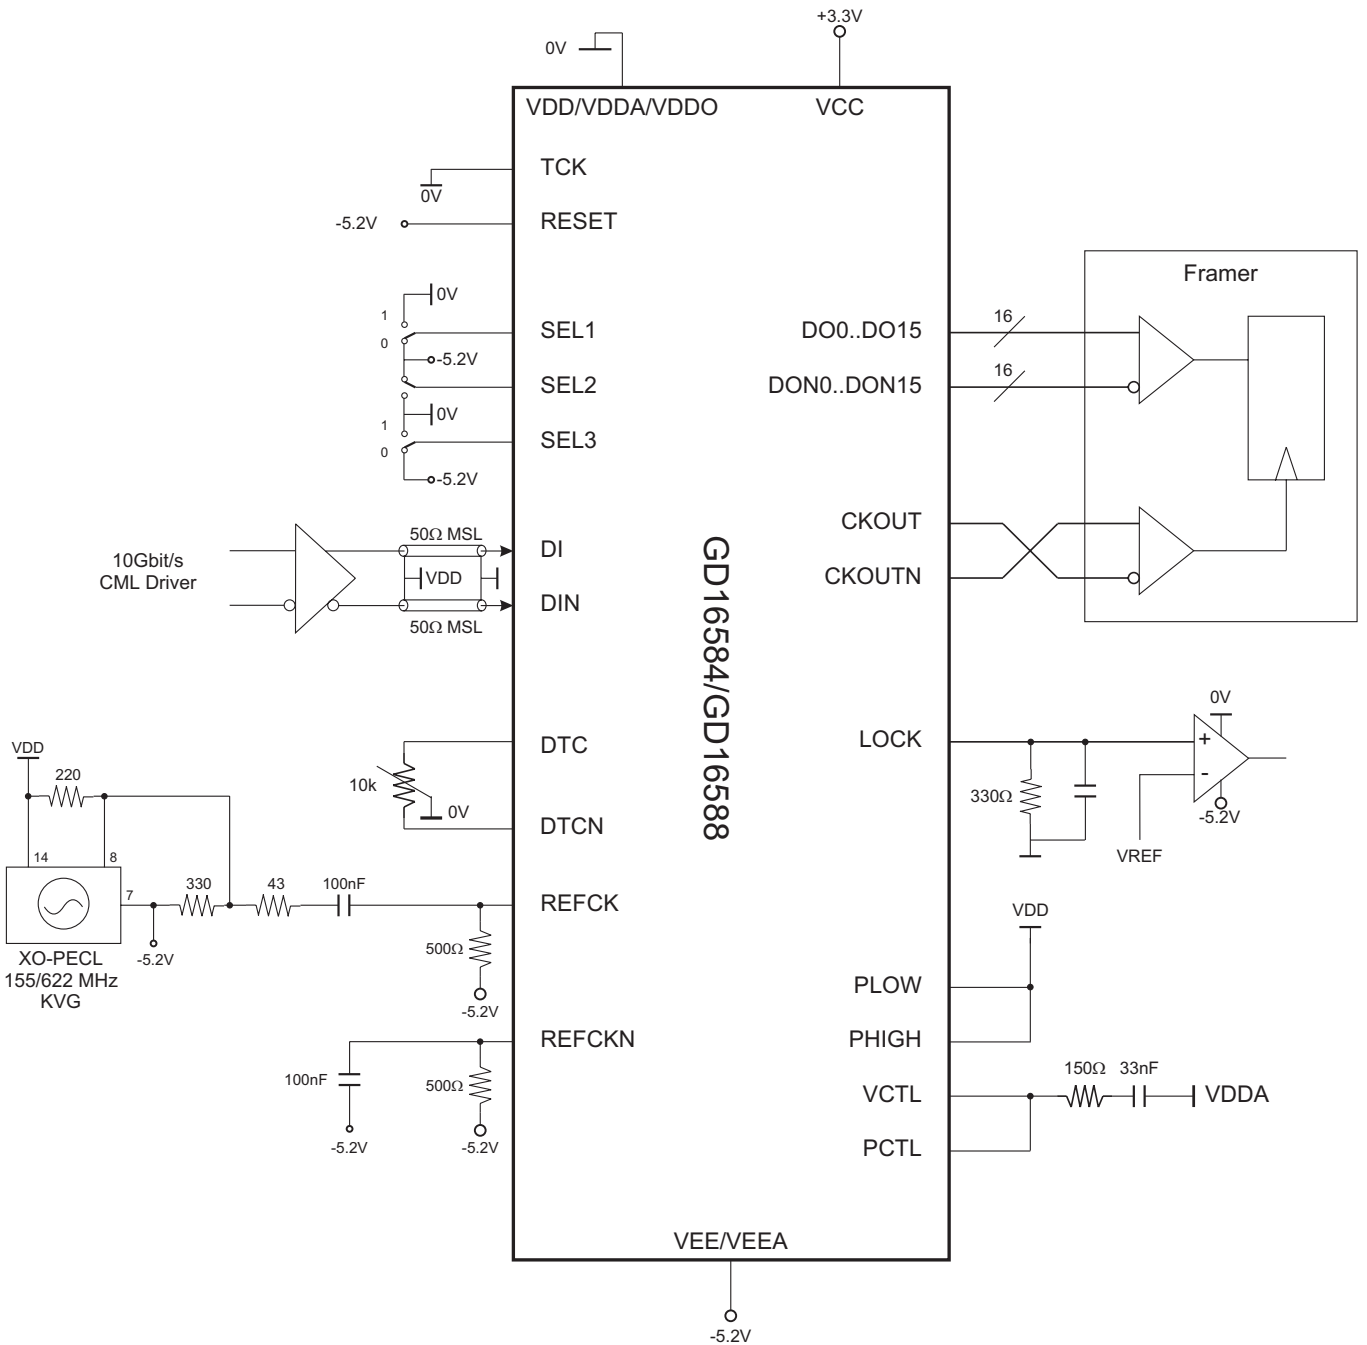 +3.3V
0V
VDD/VDDA/VDDO
VCC
TCK
0V
RESET
-5.2V
0V
1
0
SEL1
-5.2V
SEL2
0V
1
0
SEL3
-5.2V
DO0..DO15
16
DON0..DON15
16
Framer
CKOUT
CKOUTN
10Gbit/s
CML Driver
50Ω MSL
VDD
50Ω MSL
DI
DIN
GD16584/GD16588
LOCK
330Ω
0V
+
-
-5.2V
VREF
DTC
10k
0V
DTCN
VDD
220
14
8
7
330
43
100nF
REFCK
-5.2V
500Ω
-5.2V
XO-PECL
155/622 MHz
KVG
REFCKN
100nF
500Ω
-5.2V
-5.2V
VDD
PLOW
PHIGH
VCTL
150Ω
33nF
VDDA
PCTL
VEE/VEEA
-5.2V